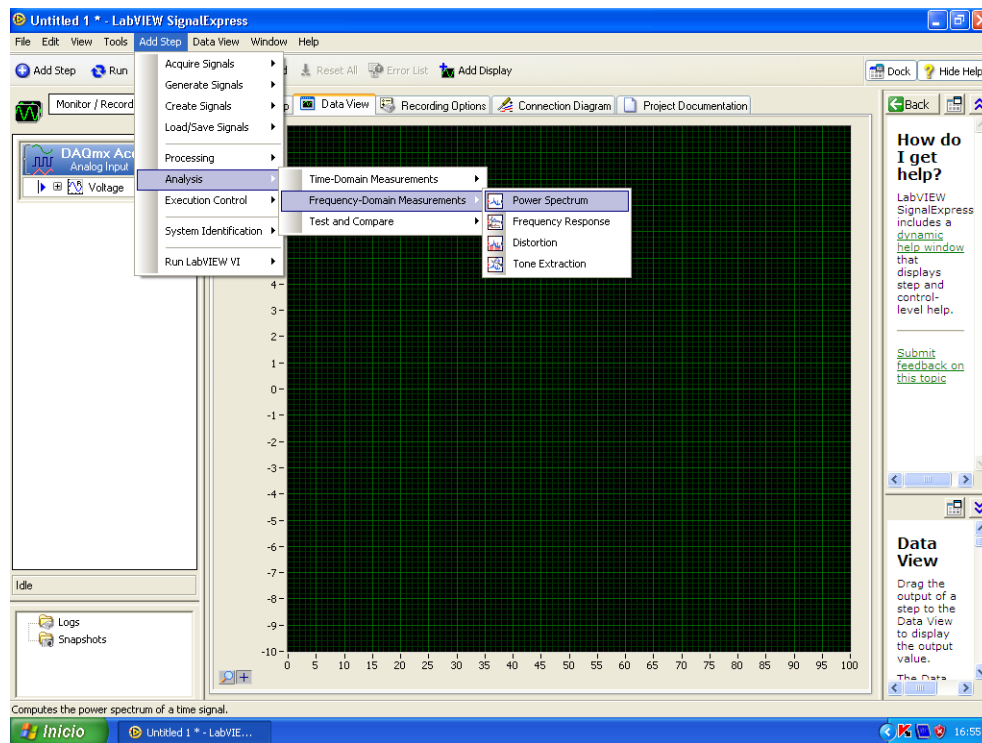 Untitled 1 * - LabVIEW SignalExpress
File Edit View Tools Add Step Data View Window Help
Add Step Run Reset All Error List Add Display Dock Hide Help
Monitor / Record Data View Recording Options Connection Diagram Project Documentation Back
DAQmx Acc
Analog Input
Voltage
Acquire Signals
Generate Signals
Create Signals
Load/Save Signals
Processing
Analysis
Execution Control
System Identification
Run LabVIEW VI
Time-Domain Measurements
Frequency-Domain Measurements
Test and Compare
Power Spectrum
Frequency Response
Distortion
Tone Extraction
4
3
2
1
0
-1
-2
-3
-4
-5
-6
-7
-8
-9
-10
0 5 10 15 20 25 30 35 40 45 50 55 60 65 70 75 80 85 90 95 100
How do
I get
help?
LabVIEW
SignalExpress
includes a
dynamic
help window
that
displays
step and
control-
level help.
Submit
feedback on
this topic
Data
View
Drag the
output of a
step to the
Data View
to display
the output
value.
The Data
Idle
Logs
Snapshots
Computes the power spectrum of a time signal.
Inicio Untitled 1 * - LabVIE... 16:55